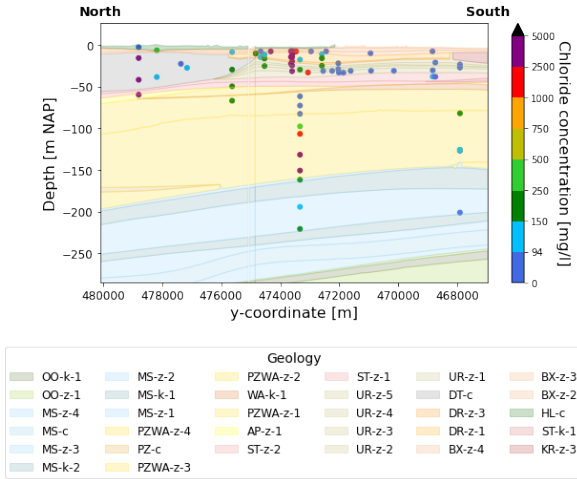 North South
0
−50
−100
−150
−200
−250
Depth [m NAP]
480000 478000 476000 474000 472000 470000 468000
y-coordinate [m]
5000
2500
1000
750
500
250
150
94
0
Chloride concentration [mg/l]
Geology
OO-k-1 MS-z-2 PZWA-z-2 ST-z-1 UR-z-1 BX-z-3
OO-z-1 MS-k-1 WA-k-1 UR-z-5 DT-c BX-z-2
MS-z-4 MS-z-1 PZWA-z-1 UR-z-4 DR-z-3 HL-c
MS-c PZWA-z-4 AP-z-1 UR-z-3 DR-z-1 ST-k-1
MS-z-3 PZ-c ST-z-2 UR-z-2 BX-z-4 KR-z-3
MS-k-2 PZWA-z-3